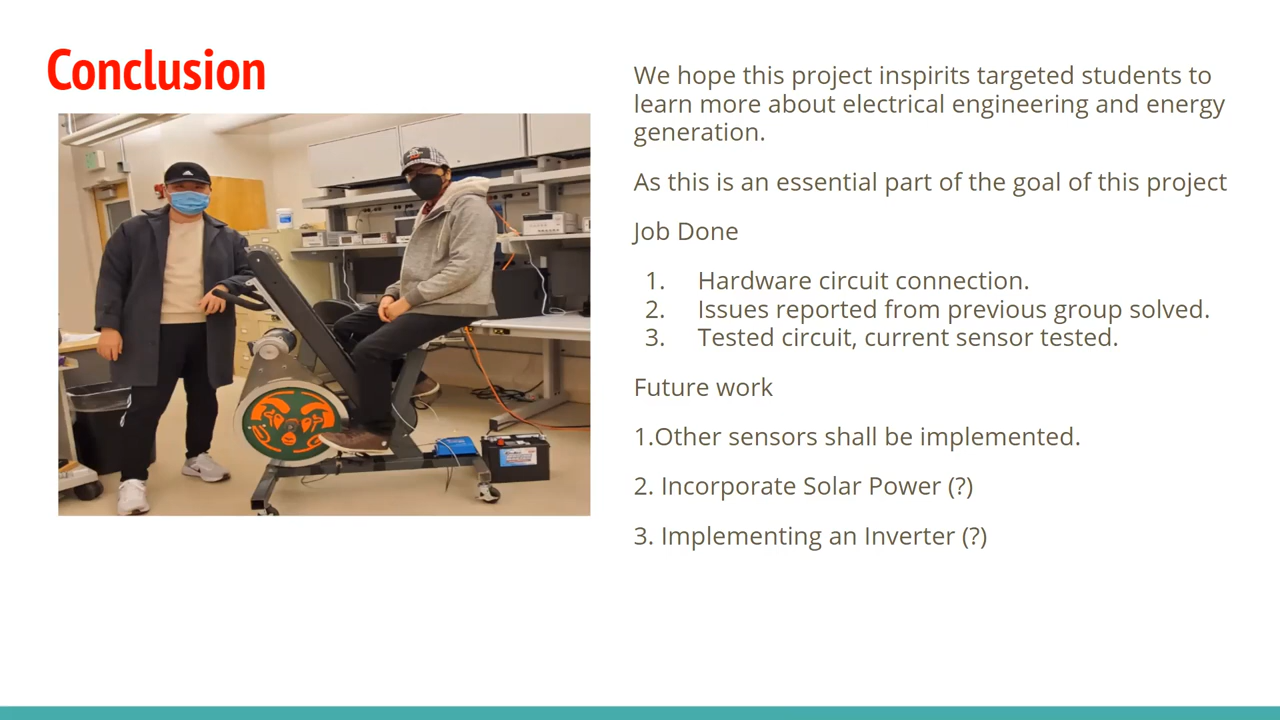 Conclusion
We hope this project inspirits targeted students to
learn more about electrical engineering and energy
generation.
As this is an essential part of the goal of this project
Job Done
1. Hardware circuit connection.
2. Issues reported from previous group solved.
3. Tested circuit, current sensor tested.
Future work
1.Other sensors shall be implemented.
2. Incorporate Solar Power (?)
3. Implementing an Inverter (?)